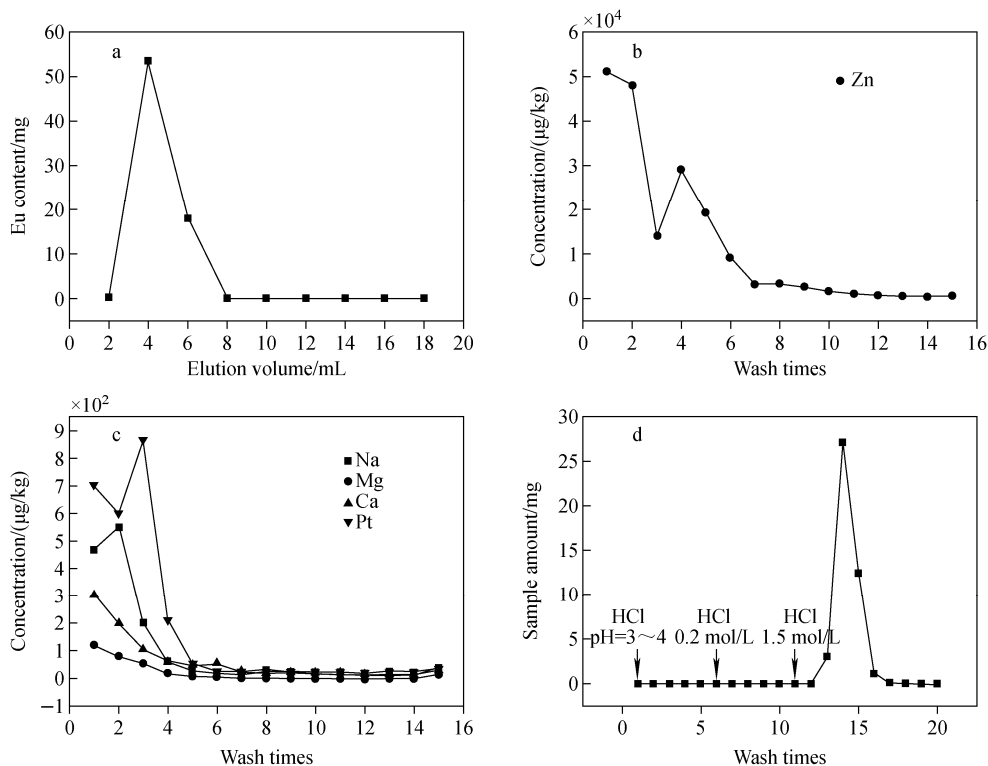 a
60
50
40
30
20
10
0
Eu content/mg
0 2 4 6 8 10 12 14 16 18 20
Elution volume/mL
×10⁴
b
Zn
6
5
4
3
2
1
0
Concentration/(μg/kg)
0 2 4 6 8 10 12 14 16
Wash times
×10²
c
Na
Mg
Ca
Pt
9
8
7
6
5
4
3
2
1
0
−1
Concentration/(μg/kg)
0 2 4 6 8 10 12 14 16
Wash times
d
30
25
20
15
10
5
0
Sample amount/mg
HCl HCl HCl
pH=3～4 0.2 mol/L 1.5 mol/L
0 5 10 15 20
Wash times